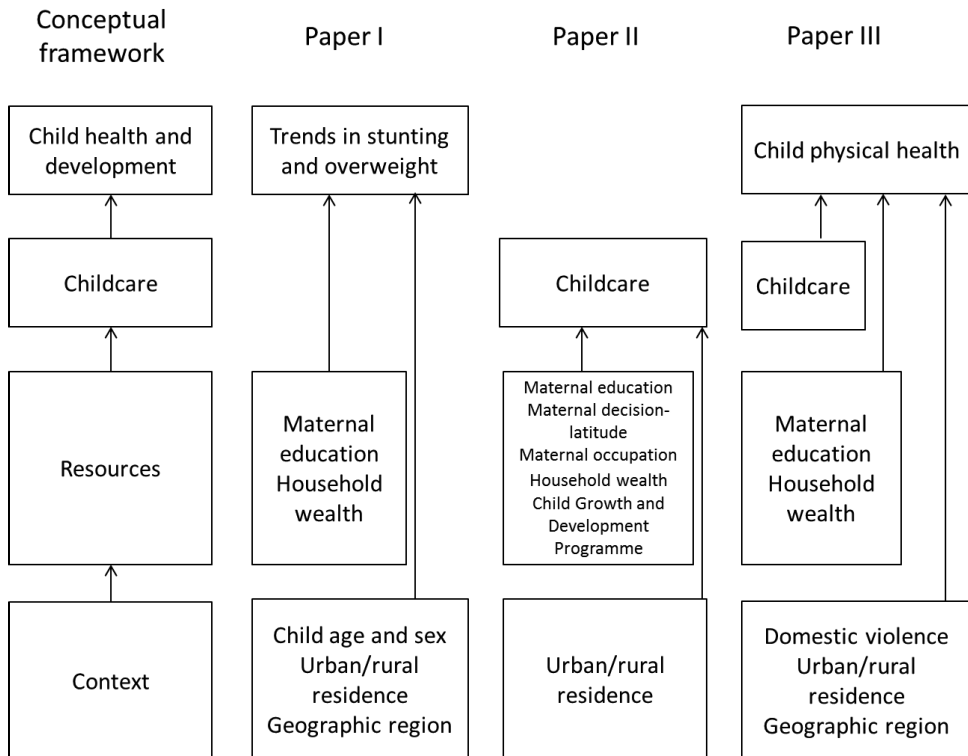 Conceptual
framework
Paper I
Paper II
Paper III
Child health and
development
Trends in stunting
and overweight
Child physical health
Childcare
Childcare
Childcare
Resources
Maternal
education
Household
wealth
Maternal education
Maternal decision-
latitude
Maternal occupation
Household wealth
Child Growth and
Development
Programme
Maternal
education
Household
wealth
Context
Child age and sex
Urban/rural
residence
Geographic region
Urban/rural
residence
Domestic violence
Urban/rural
residence
Geographic region